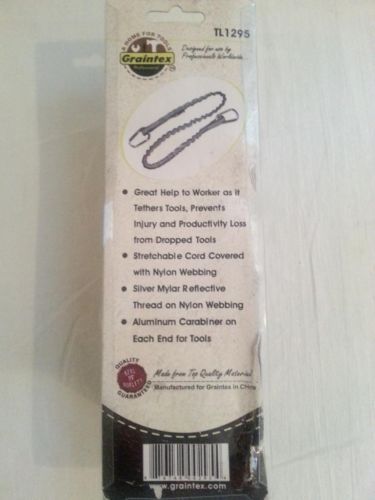 TL1295
A HOME FOR TOOLS
Graintex
Designed for use by
Professionals Worldwide
• Great Help to Worker as it
Tethers Tools, Prevents
Injury and Productivity Loss
from Dropped Tools
• Stretchable Cord Covered
with Nylon Webbing
• Silver Mylar Reflective
Thread on Nylon Webbing
• Aluminum Carabiner on
Each End for Tools
QUALITY
GUARANTEED
Made from Top Quality Material
Manufactured for Graintex in China
www.graintex.com